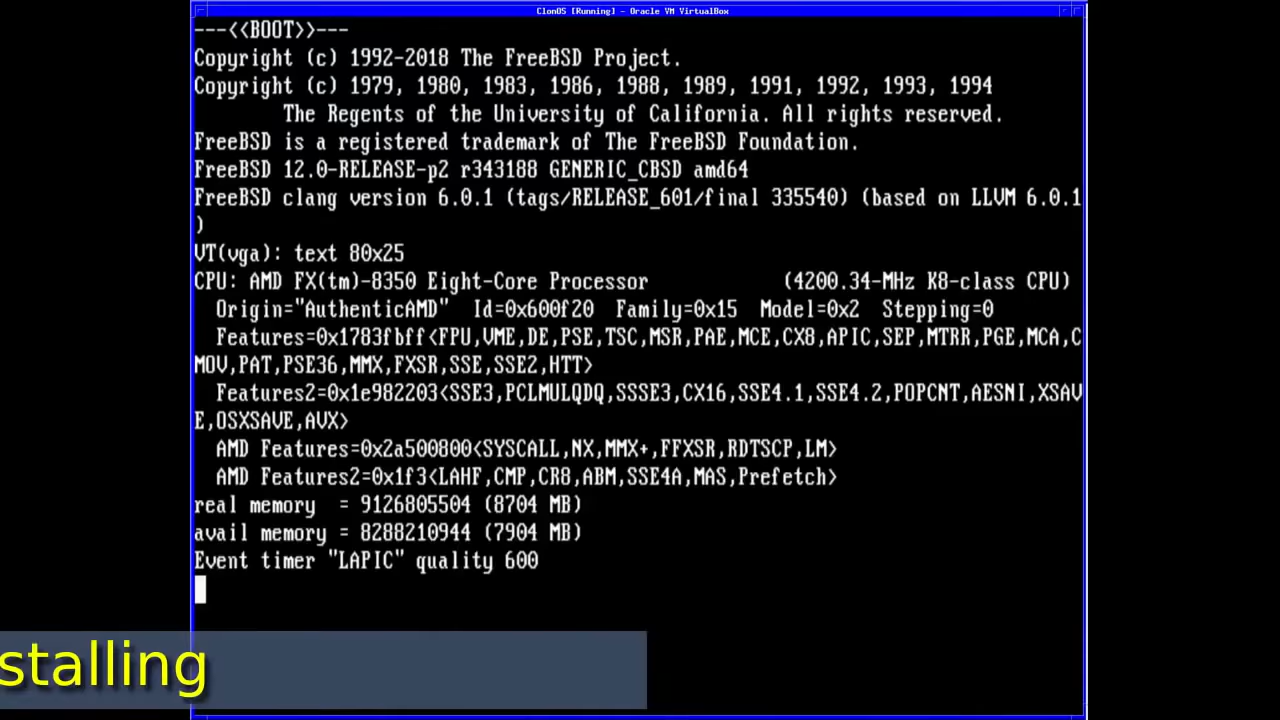 ClonOS [Running] - Oracle VM VirtualBox
---<<BOOT>>---
Copyright (c) 1992-2018 The FreeBSD Project.
Copyright (c) 1979, 1980, 1983, 1986, 1988, 1989, 1991, 1992, 1993, 1994
The Regents of the University of California. All rights reserved.
FreeBSD is a registered trademark of The FreeBSD Foundation.
FreeBSD 12.0-RELEASE-p2 r343188 GENERIC_CBSD amd64
FreeBSD clang version 6.0.1 (tags/RELEASE_601/final 335540) (based on LLVM 6.0.1
)
VT(vga): text 80x25
CPU: AMD FX(tm)-8350 Eight-Core Processor (4200.34-MHz K8-class CPU)
Origin="AuthenticAMD" Id=0x600f20 Family=0x15 Model=0x2 Stepping=0
Features=0x1783fbff<FPU,VME,DE,PSE,TSC,MSR,PAE,MCE,CX8,APIC,SEP,MTRR,PGE,MCA,C
MOV,PAT,PSE36,MMX,FXSR,SSE,SSE2,HTT>
Features2=0x1e982203<SSE3,PCLMULQDQ,SSSE3,CX16,SSE4.1,SSE4.2,POPCNT,AESNI,XSAV
E,OSXSAVE,AVX>
AMD Features=0x2a500800<SYSCALL,NX,MMX+,FFXSR,RDTSCP,LM>
AMD Features2=0x1f3<LAHF,CMP,CR8,ABM,SSE4A,MAS,Prefetch>
real memory = 9126805504 (8704 MB)
avail memory = 8288210944 (7904 MB)
Event timer "LAPIC" quality 600
stalling